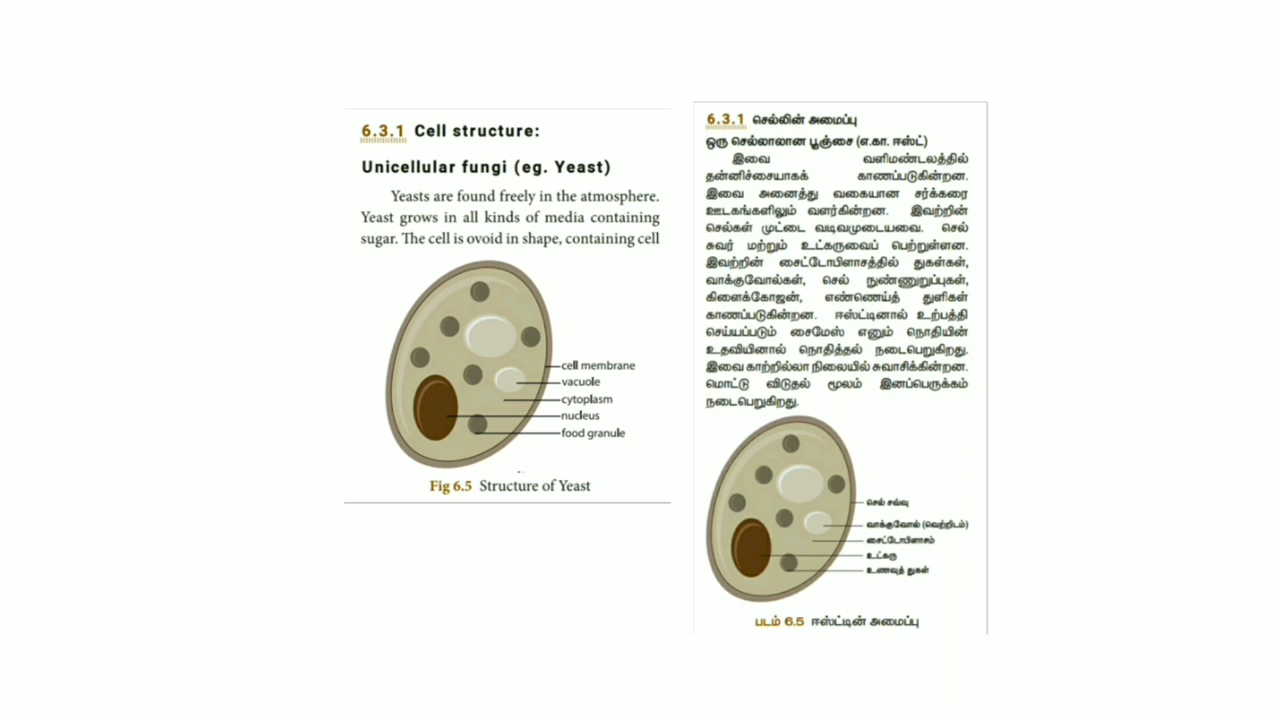 6.3.1 Cell structure:
Unicellular fungi (eg. Yeast)
Yeasts are found freely in the atmosphere.
Yeast grows in all kinds of media containing
sugar. The cell is ovoid in shape, containing cell
cell membrane
vacuole
cytoplasm
nucleus
food granule
Fig 6.5 Structure of Yeast
6.3.1 செல்லின் அமைப்பு
ஒரு செல்லாலான பூஞ்சை (எ.கா. ஈஸ்ட்)
இவை வளிமண்டலத்தில்
தன்னிச்சையாகக் காணப்படுகின்றன.
இவை அனைத்து வகையான சர்க்கரை
ஊடகங்களிலும் வளர்கின்றன. இவற்றின்
செல்கள் முட்டை வடிவமுடையவை. செல்
சுவர் மற்றும் உட்கருவைப் பெற்றுள்ளன.
இவற்றின் சைட்டோபிளாசத்தில் துகள்கள்,
வாக்குவோல்கள், செல் நுண்ணுறுப்புகள்,
கிளைக்கோஜன், எண்ணெய்த் துளிகள்
காணப்படுகின்றன. ஈஸ்ட்டினால் உற்பத்தி
செய்யப்படும் சைமேஸ் எனும் நொதியின்
உதவியினால் நொதித்தல் நடைபெறுகிறது.
இவை காற்றில்லா நிலையில் சுவாசிக்கின்றன.
மொட்டு விடுதல் மூலம் இனப்பெருக்கம்
நடைபெறுகிறது.
செல் சவ்வு
வாக்குவோல் (வெற்றிடம்)
சைட்டோபிளாசம்
உட்கரு
உணவுத் துகள்
படம் 6.5 ஈஸ்ட்டின் அமைப்பு